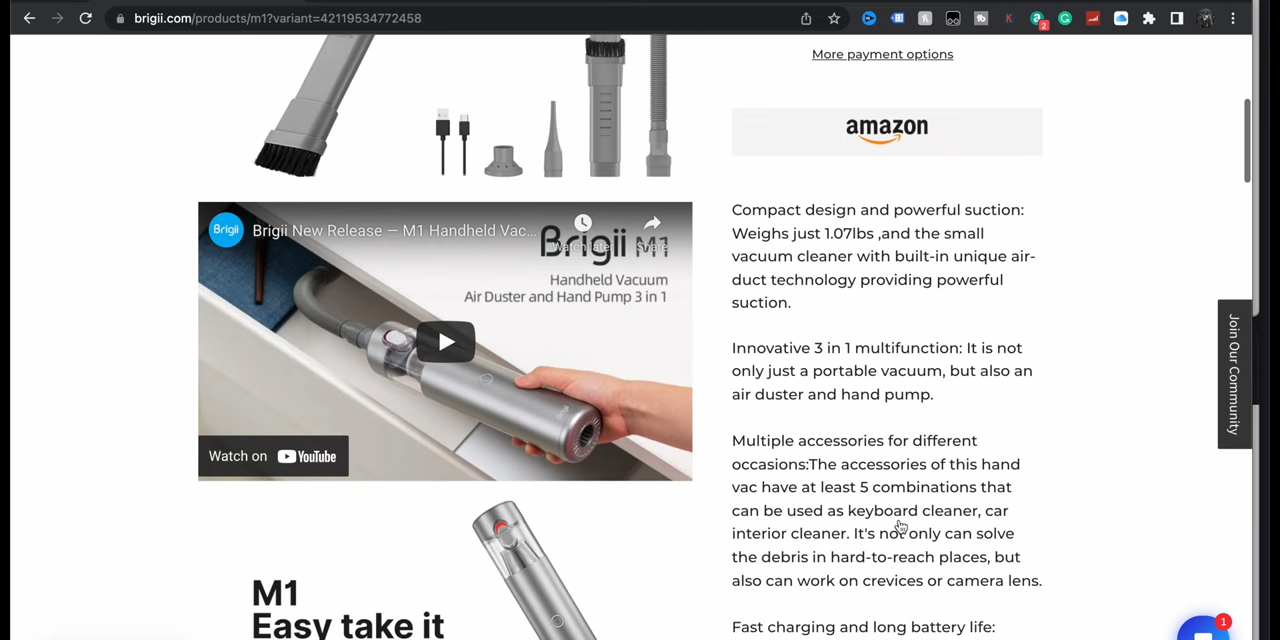 brigii.com/products/m1?variant=42119534772458
2
More payment options
amazon
Brigii
Brigii New Release — M1 Handheld Vac...
Watch later
Share
Brigii M1
Handheld Vacuum
Air Duster and Hand Pump 3 in 1
Watch on YouTube
M1
Easy take it
Compact design and powerful suction:
Weighs just 1.07lbs ,and the small
vacuum cleaner with built-in unique air-
duct technology providing powerful
suction.
Innovative 3 in 1 multifunction: It is not
only just a portable vacuum, but also an
air duster and hand pump.
Multiple accessories for different
occasions:The accessories of this hand
vac have at least 5 combinations that
can be used as keyboard cleaner, car
interior cleaner. It's not only can solve
the debris in hard-to-reach places, but
also can work on crevices or camera lens.
Fast charging and long battery life:
Join Our Community
1